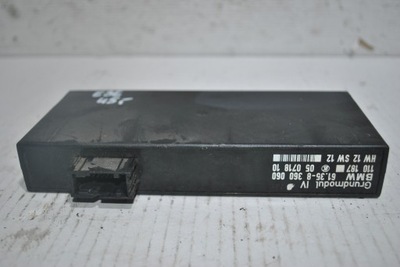 Grundmodul IV
BMW 61.35-8 360 060
110 187 05 0718 10
HW 12 SW 12